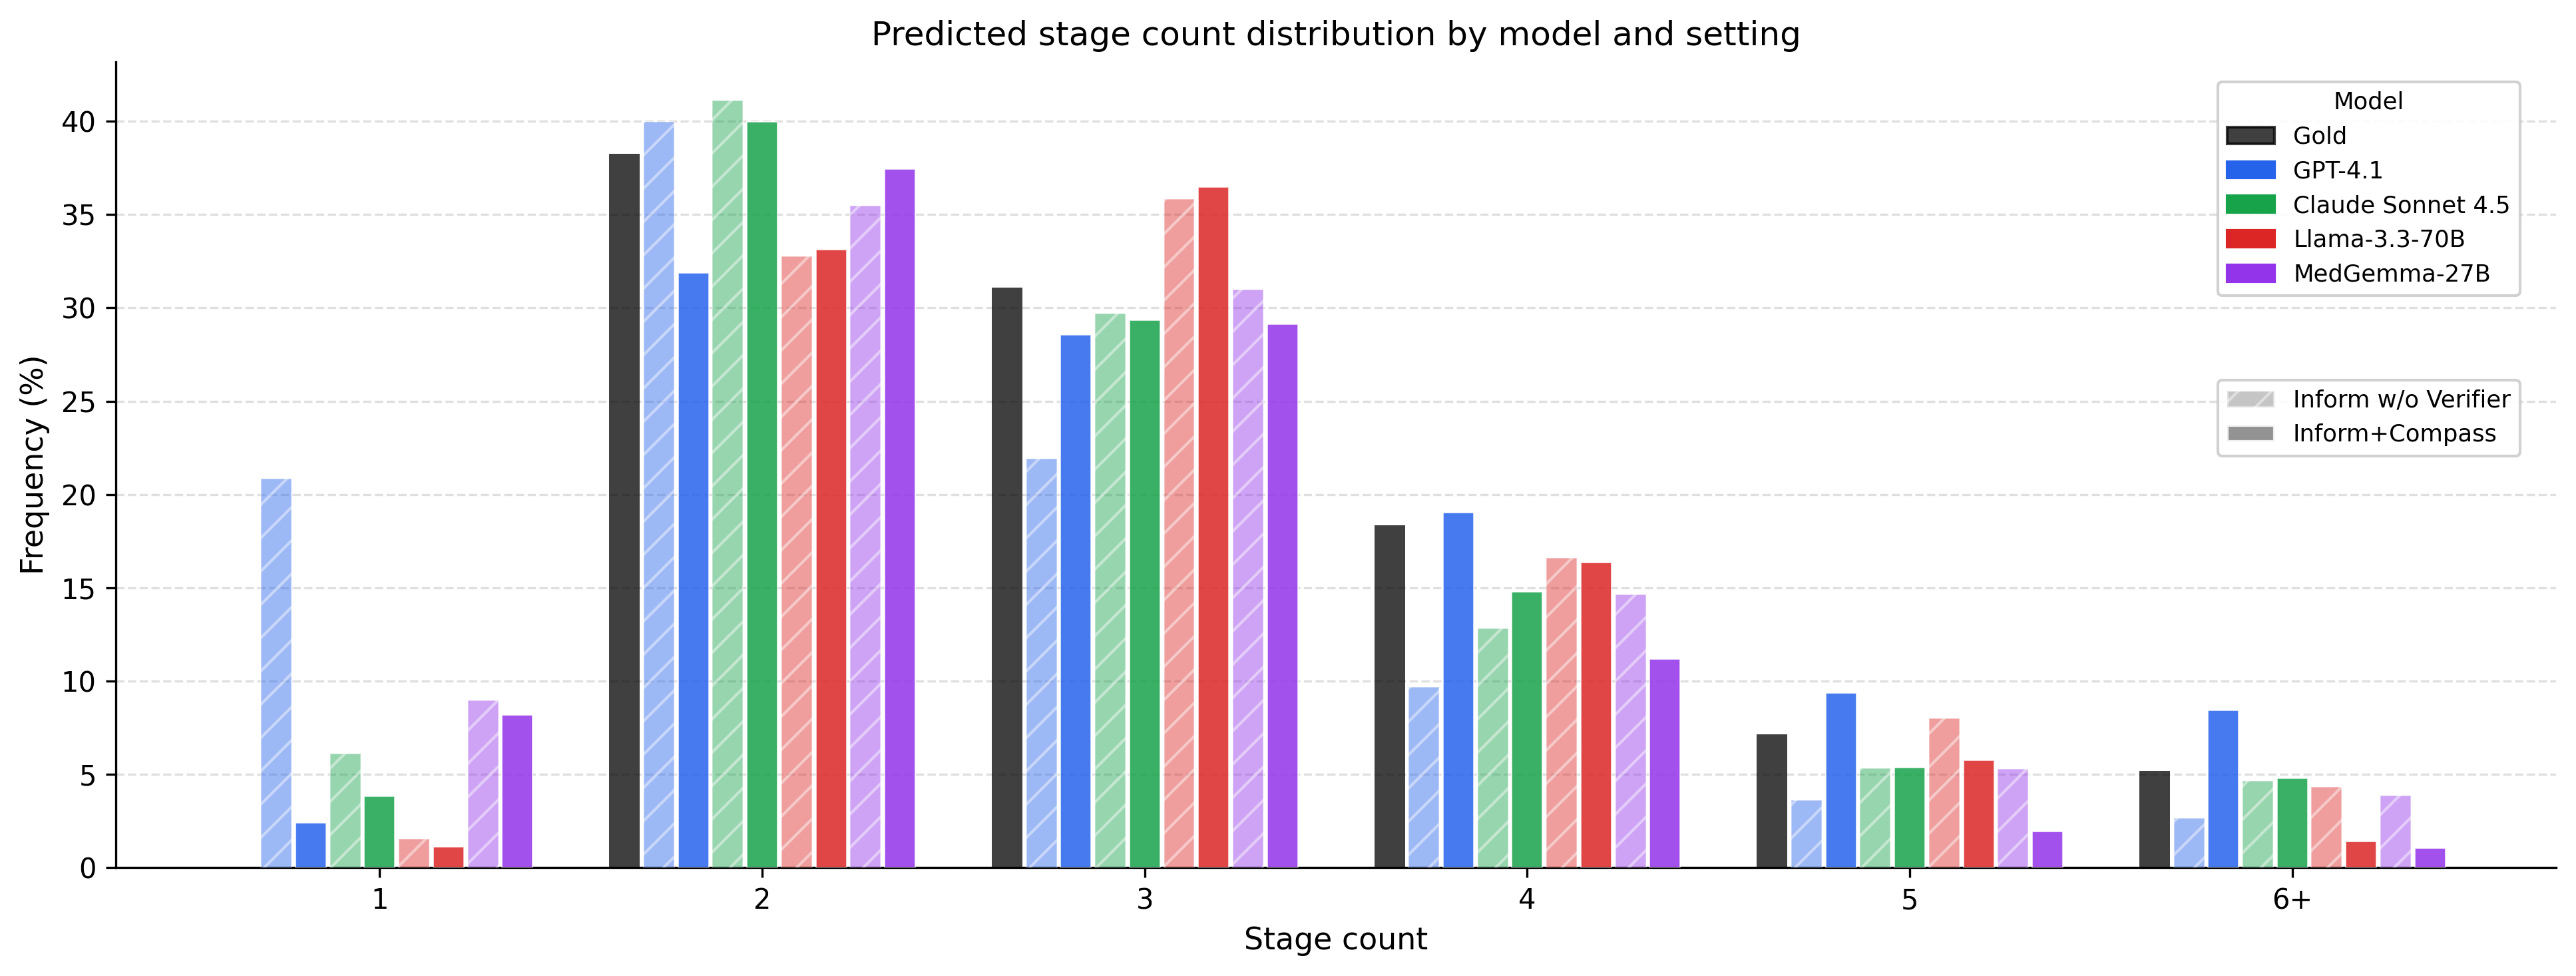 Predicted stage count distribution by model and setting
Frequency (%)
40
35
30
25
20
15
10
5
0
1
2
3
4
5
6+
Stage count
Model
Gold
GPT-4.1
Claude Sonnet 4.5
Llama-3.3-70B
MedGemma-27B
Inform w/o Verifier
Inform+Compass